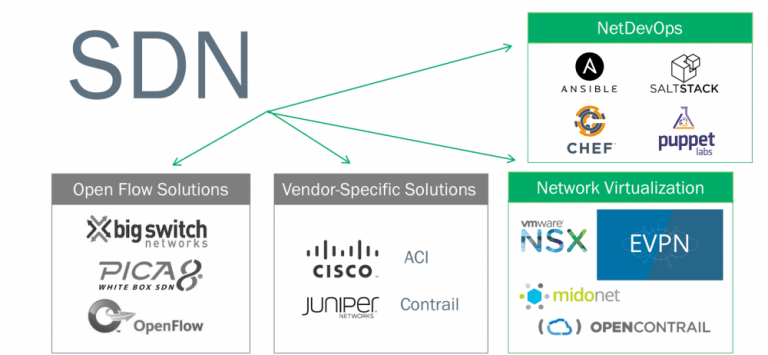 SDN
NetDevOps
ANSIBLE
SALTSTACK
CHEF
puppet
labs
Open Flow Solutions
big switch
networks
PICA8
WHITE BOX SDN
OpenFlow
Vendor-Specific Solutions
CISCO
ACI
JUNIPER
NETWORKS
Contrail
Network Virtualization
vmware
NSX
EVPN
midonet
OPENCONTRAIL